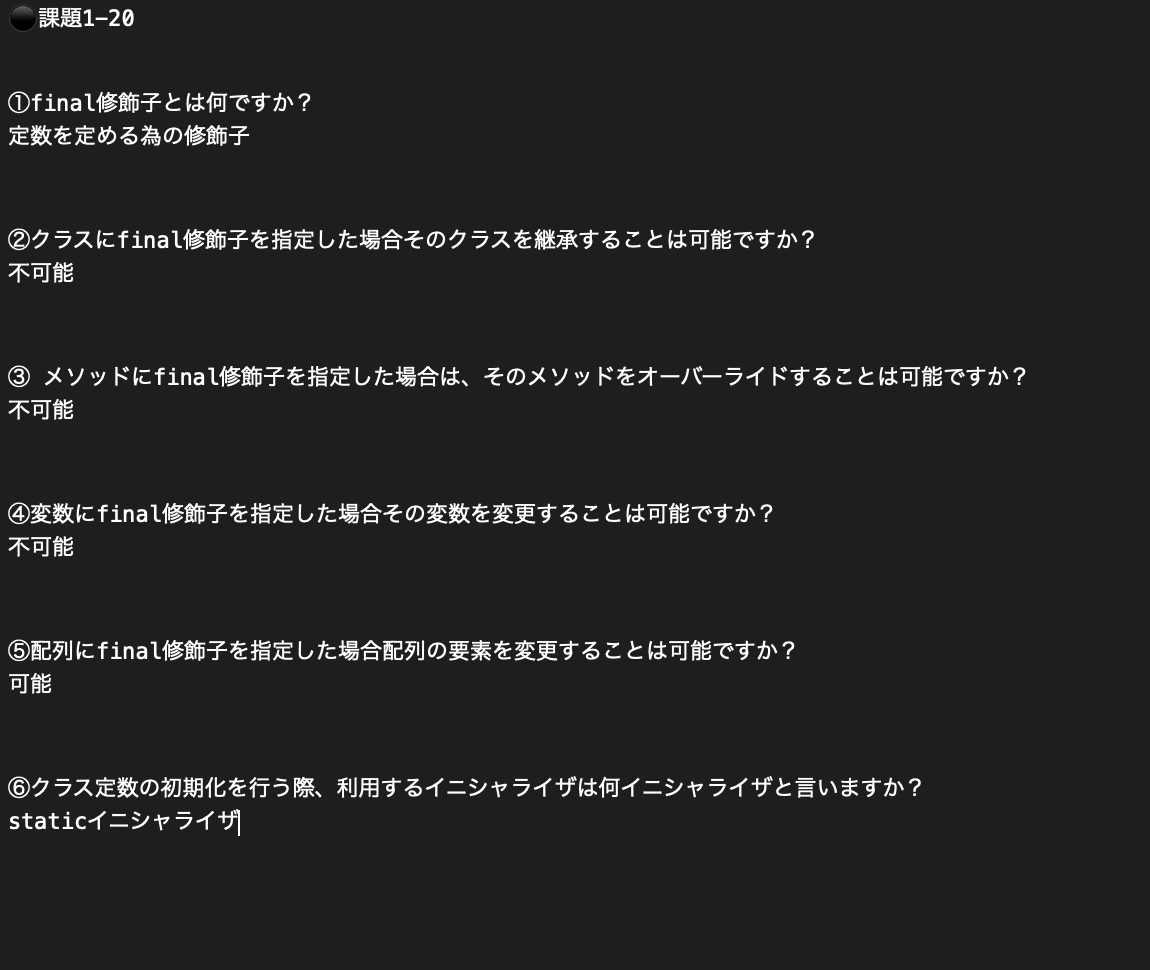 ⚫️課題1-20
①final修飾子とは何ですか？
定数を定める為の修飾子
②クラスにfinal修飾子を指定した場合そのクラスを継承することは可能ですか？
不可能
③ メソッドにfinal修飾子を指定した場合は、そのメソッドをオーバーライドすることは可能ですか？
不可能
④変数にfinal修飾子を指定した場合その変数を変更することは可能ですか？
不可能
⑤配列にfinal修飾子を指定した場合配列の要素を変更することは可能ですか？
可能
⑥クラス定数の初期化を行う際、利用するイニシャライザは何イニシャライザと言いますか？
staticイニシャライザ